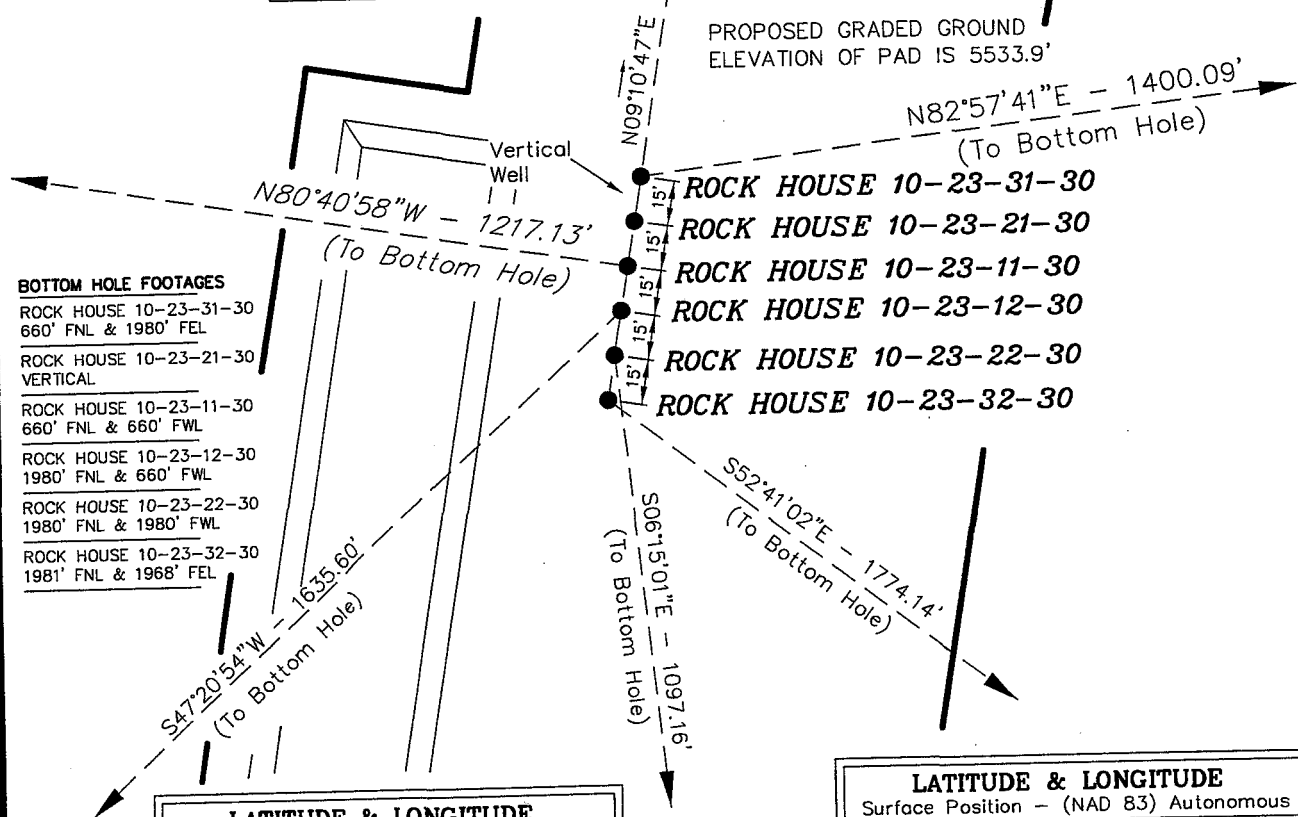 PROPOSED GRADED GROUND
ELEVATION OF PAD IS 5533.9'
N09°10'47"E
N82°57'41"E - 1400.09'
(To Bottom Hole)
Vertical
Well
N80°40'58"W - 1217.13'
(To Bottom Hole)
15'
15'
15'
15'
15'
ROCK HOUSE 10-23-31-30
ROCK HOUSE 10-23-21-30
ROCK HOUSE 10-23-11-30
ROCK HOUSE 10-23-12-30
ROCK HOUSE 10-23-22-30
ROCK HOUSE 10-23-32-30
BOTTOM HOLE FOOTAGES
ROCK HOUSE 10-23-31-30
660' FNL & 1980' FEL
ROCK HOUSE 10-23-21-30
VERTICAL
ROCK HOUSE 10-23-11-30
660' FNL & 660' FWL
ROCK HOUSE 10-23-12-30
1980' FNL & 660' FWL
ROCK HOUSE 10-23-22-30
1980' FNL & 1980' FWL
ROCK HOUSE 10-23-32-30
1981' FNL & 1968' FEL
S47°20'54"W - 1635.60'
(To Bottom Hole)
S06°15'01"E - 1097.16'
(To Bottom Hole)
S52°41'02"E - 1774.14'
(To Bottom Hole)
LATITUDE & LONGITUDE
LATITUDE & LONGITUDE
Surface Position - (NAD 83) Autonomous